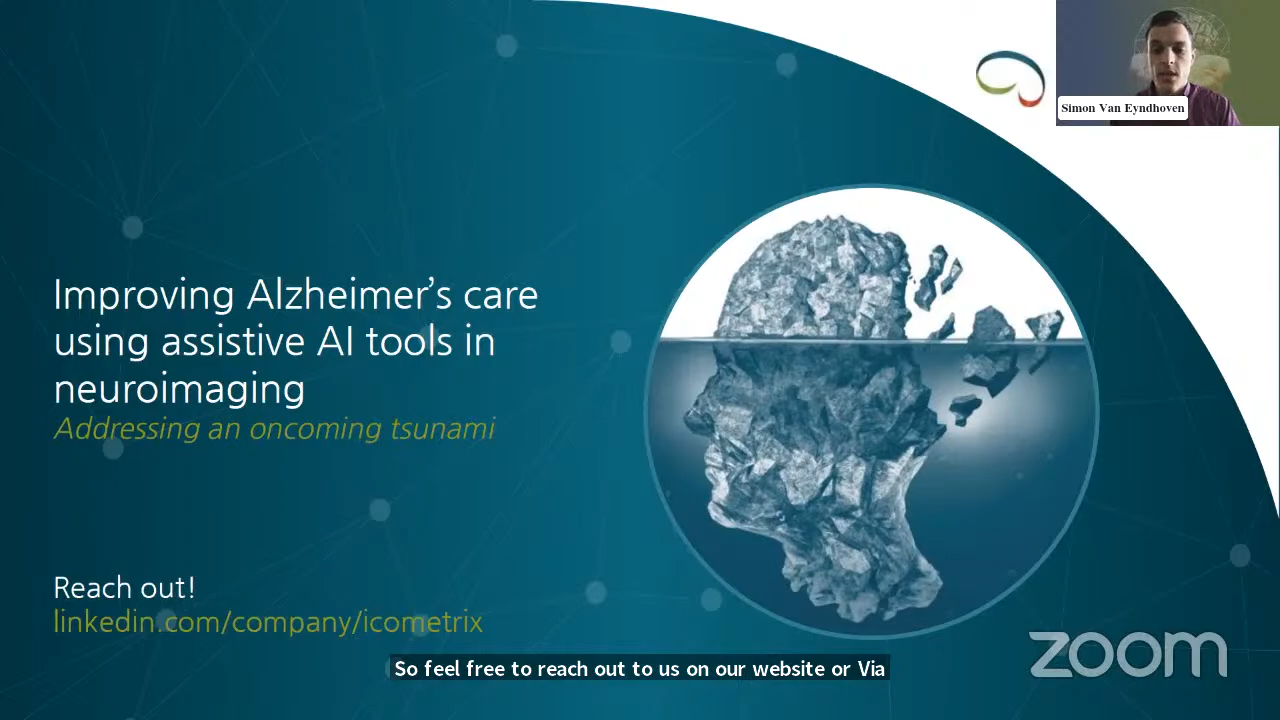 Simon Van Eyndhoven
Improving Alzheimer's care
using assistive AI tools in
neuroimaging
Addressing an oncoming tsunami
Reach out!
linkedin.com/company/icometrix
zoom
So feel free to reach out to us on our website or Via